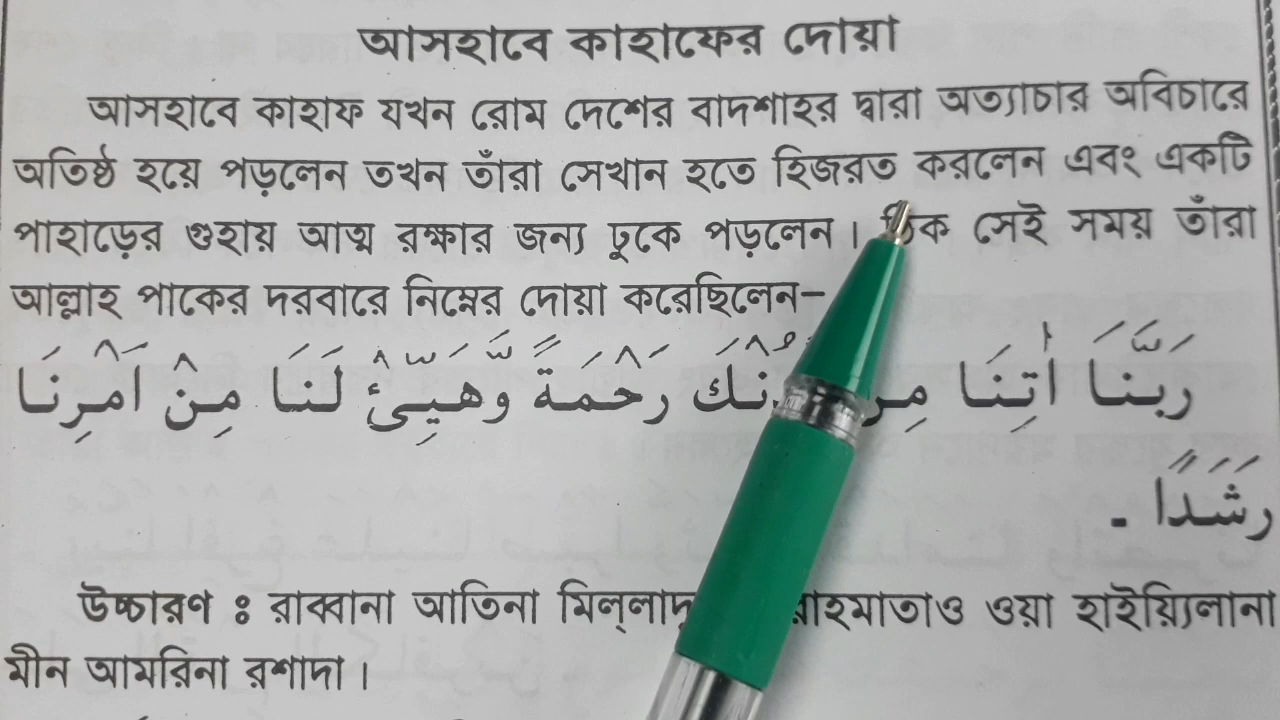 আসহাবে কাহাফের দোয়া
আসহাবে কাহাফ যখন রোম দেশের বাদশাহর দ্বারা অত্যাচার অবিচারে
অতিষ্ঠ হয়ে পড়লেন তখন তাঁরা সেখান হতে হিজরত করলেন এবং একটি
পাহাড়ের গুহায় আত্ম রক্ষার জন্য ঢুকে পড়লেন। ঠিক সেই সময় তাঁরা
আল্লাহ পাকের দরবারে নিম্নের দোয়া করেছিলেন–
رَبَّنَا اٰتِنَا رَحْمَةً وَّهَيِّئْ لَنَا مِنْ اَمْرِنَا
رَشَدًا ـ
উচ্চারণ ঃ রাব্বানা আতিনা রাহমাতাও ওয়া হাইয়্যিলানা
মীন আমরিনা রশাদা।